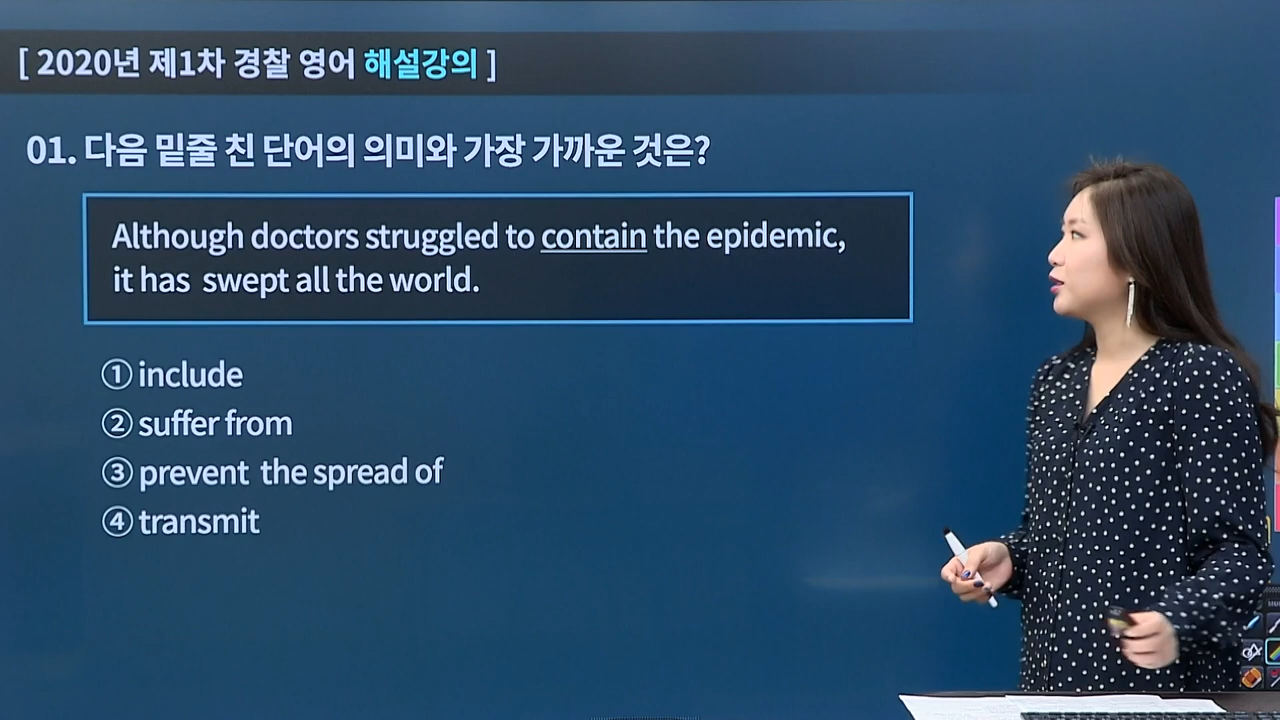 [ 2020년 제1차 경찰 영어 해설강의 ]
01. 다음 밑줄 친 단어의 의미와 가장 가까운 것은?
Although doctors struggled to contain the epidemic,
it has swept all the world.
① include
② suffer from
③ prevent the spread of
④ transmit